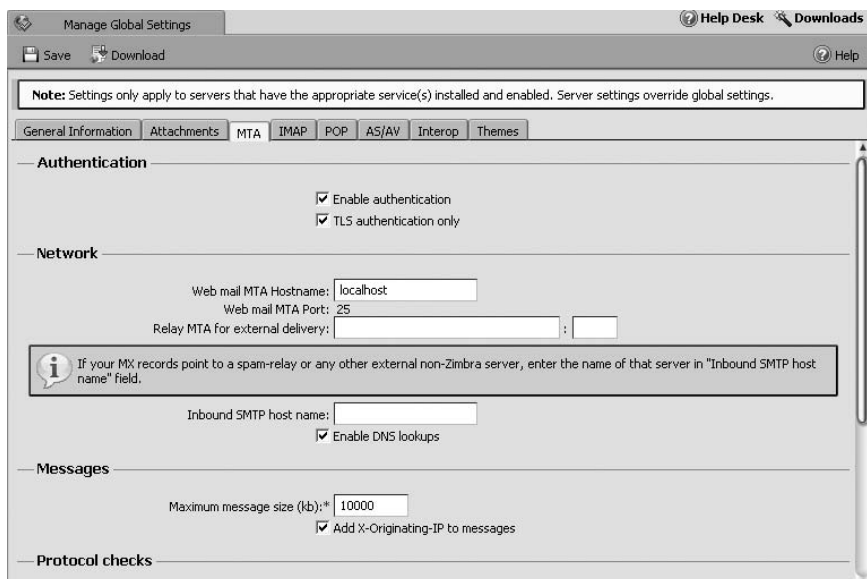 Manage Global Settings
Help Desk Downloads
Save Download
Help
Note: Settings only apply to servers that have the appropriate service(s) installed and enabled. Server settings override global settings.
General Information Attachments MTA IMAP POP AS/AV Interop Themes
Authentication
Enable authentication
TLS authentication only
Network
Web mail MTA Hostname: localhost
Web mail MTA Port: 25
Relay MTA for external delivery: :
If your MX records point to a spam-relay or any other external non-Zimbra server, enter the name of that server in "Inbound SMTP host
name" field.
Inbound SMTP host name:
Enable DNS lookups
Messages
Maximum message size (kb):* 10000
Add X-Originating-IP to messages
Protocol checks